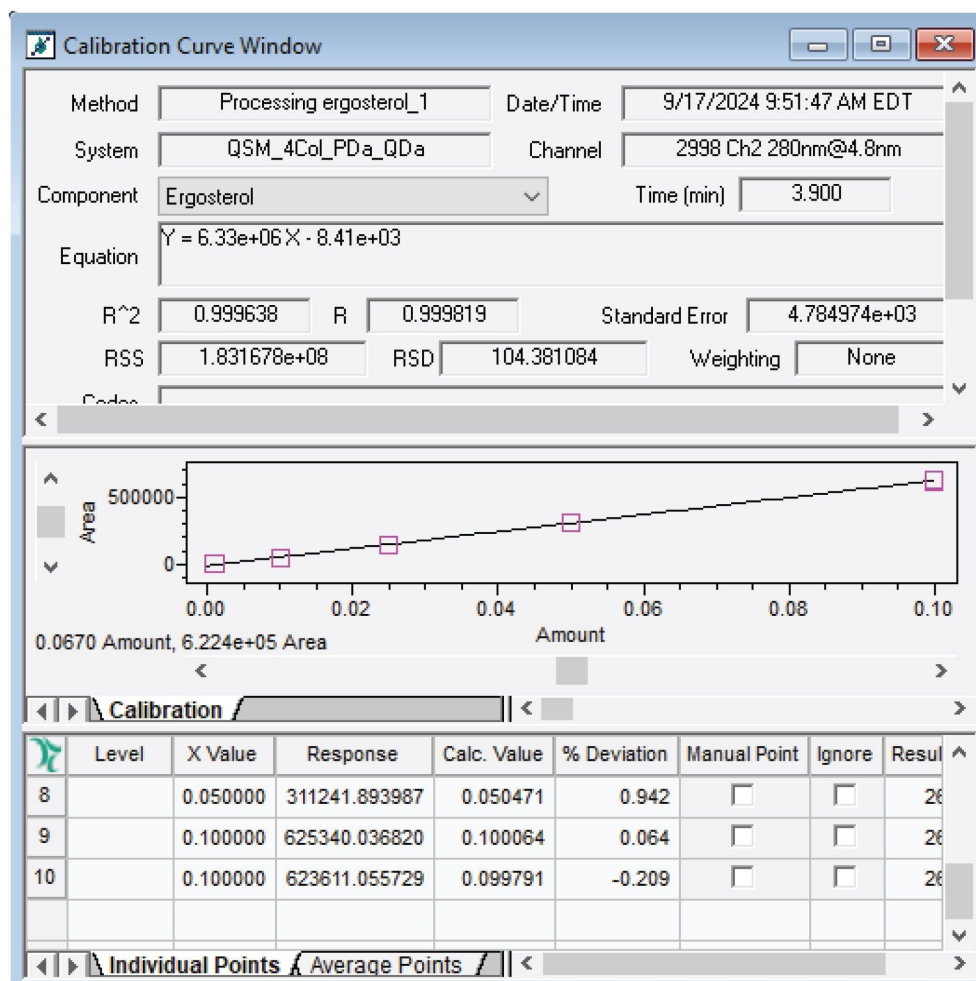 Calibration Curve Window
Method Processing ergosterol_1 Date/Time 9/17/2024 9:51:47 AM EDT
System QSM_4Col_PDa_QDa Channel 2998 Ch2 280nm@4.8nm
Component Ergosterol Time (min) 3.900
Equation Y = 6.33e+06 X - 8.41e+03
R^2 0.999638 R 0.999819 Standard Error 4.784974e+03
RSS 1.831678e+08 RSD 104.381084 Weighting None
Codes
Area
500000
0
0.00 0.02 0.04 0.06 0.08 0.10
Amount
0.0670 Amount, 6.224e+05 Area
Calibration
Level X Value Response Calc. Value % Deviation Manual Point Ignore Resul
8 0.050000 311241.893987 0.050471 0.942 26
9 0.100000 625340.036820 0.100064 0.064 26
10 0.100000 623611.055729 0.099791 -0.209 26
Individual Points Average Points